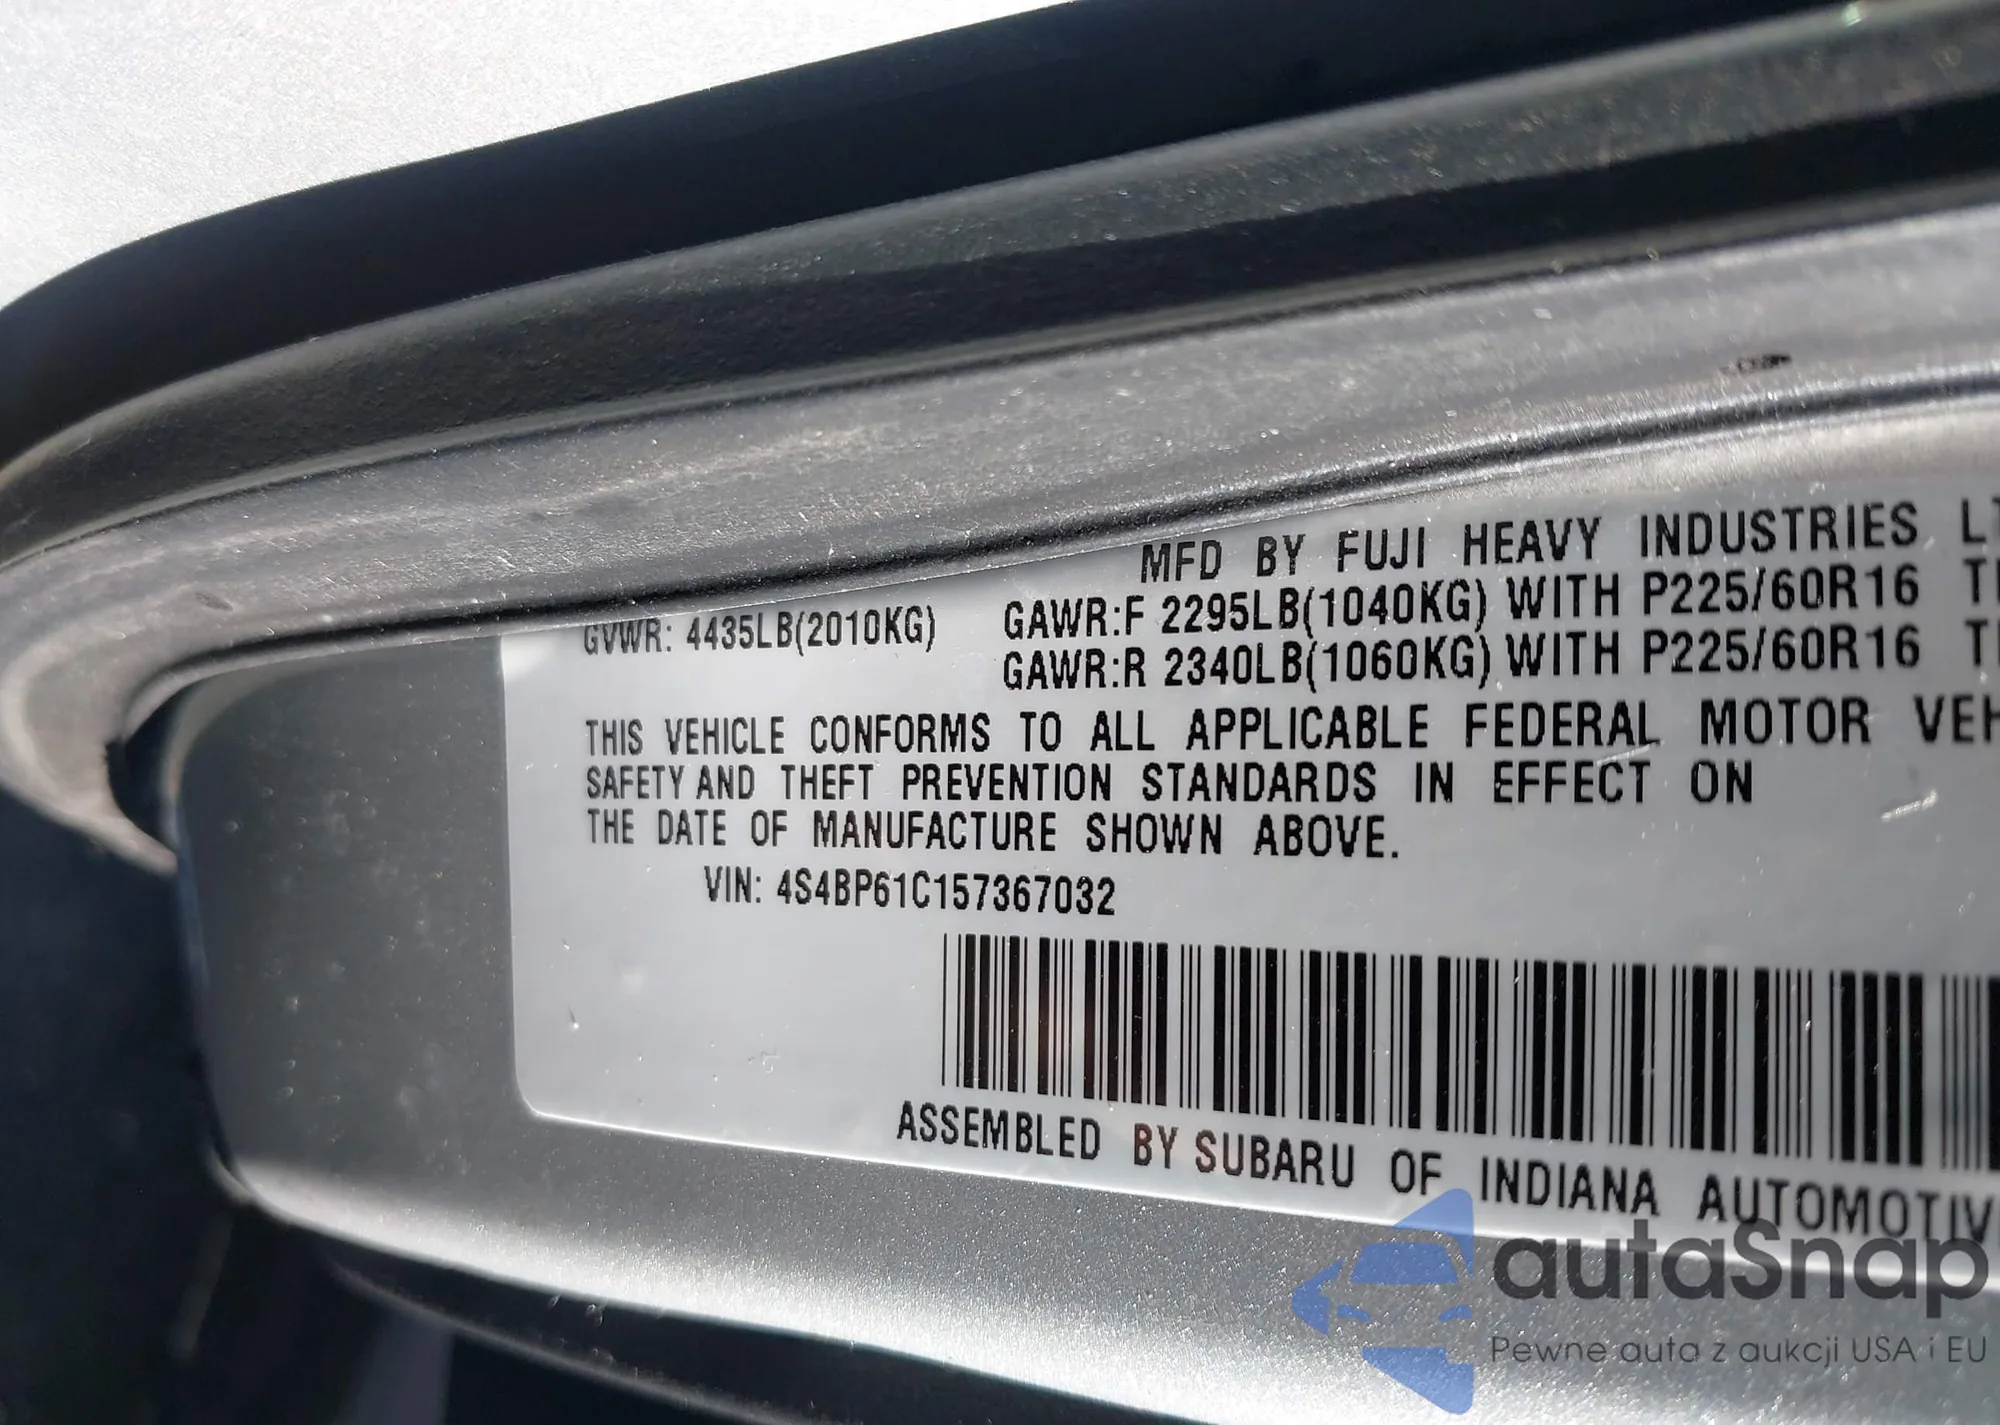 MFD BY FUJI HEAVY INDUSTRIES
GVWR: 4435LB(2010KG) GAWR:F 2295LB(1040KG) WITH P225/60R16
GAWR:R 2340LB(1060KG) WITH P225/60R16
THIS VEHICLE CONFORMS TO ALL APPLICABLE FEDERAL MOTOR VEH
SAFETY AND THEFT PREVENTION STANDARDS IN EFFECT ON
THE DATE OF MANUFACTURE SHOWN ABOVE.
VIN: 4S4BP61C157367032
ASSEMBLED BY SUBARU OF INDIANA AUTOMOTIV
autaSnap
Pewne auta z aukcji USA i EU